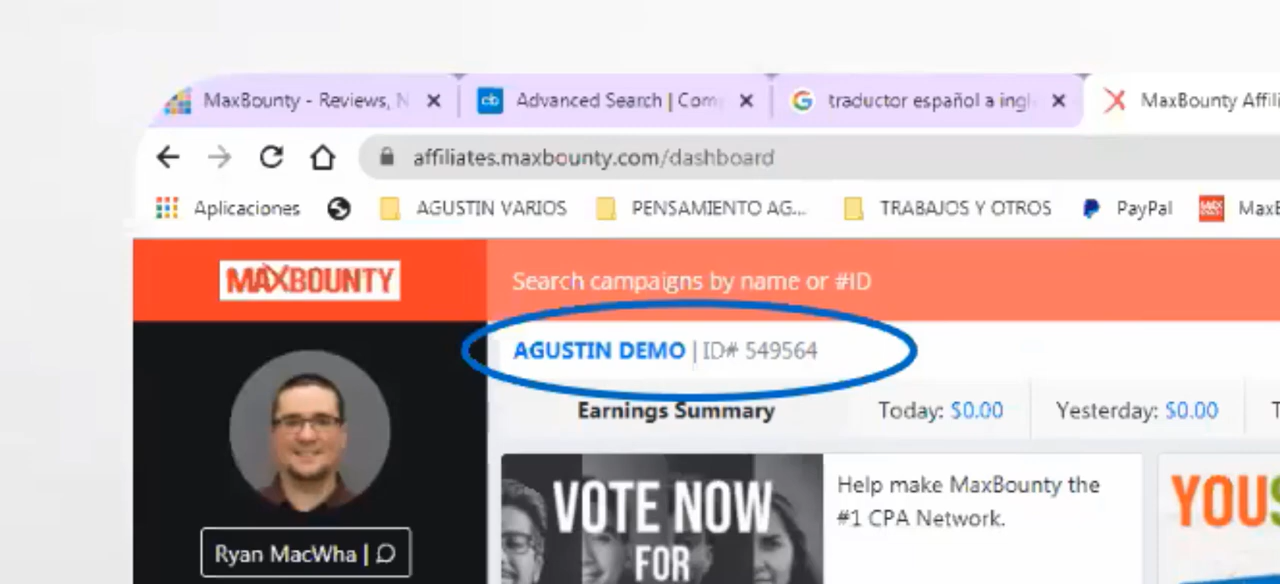 MaxBounty - Reviews, N
cb Advanced Search | Com
G traductor español a ingl
MaxBounty Affili
affiliates.maxbounty.com/dashboard
Aplicaciones AGUSTIN VARIOS PENSAMIENTO AG... TRABAJOS Y OTROS PayPal MaxB
MAXBOUNTY
Search campaigns by name or #ID
AGUSTIN DEMO | ID# 549564
Earnings Summary Today: $0.00 Yesterday: $0.00 T
VOTE NOW
FOR
Help make MaxBounty the
#1 CPA Network.
YOUS
Ryan MacWha |